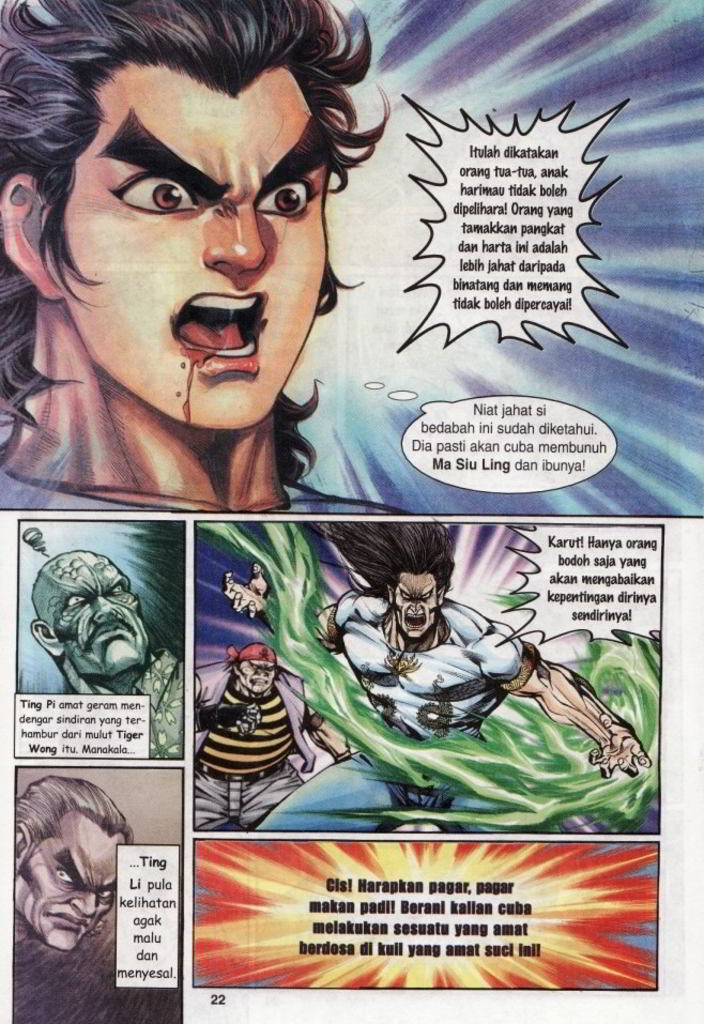 Itulah dikatakan
orang tua-tua, anak
harimau tidak boleh
dipelihara! Orang yang
tamakkan pangkat
dan harta ini adalah
lebih jahat daripada
binatang dan memang
tidak boleh dipercayai!
Niat jahat si
bedabah ini sudah diketahui.
Dia pasti akan cuba membunuh
Ma Siu Ling dan ibunya!
Ting Pi amat geram men-
dengar sindiran yang ter-
hambur dari mulut Tiger
Wong itu. Manakala...
Karut! Hanya orang
bodoh saja yang
akan mengabaikan
kepentingan dirinya
sendirinya!
...Ting
Li pula
kelihatan
agak
malu
dan
menyesal.
Cis! Harapkan pagar, pagar
makan padi! Berani kalian cuba
melakukan sesuatu yang amat
berdosa di kuil yang amat suci ini!
22